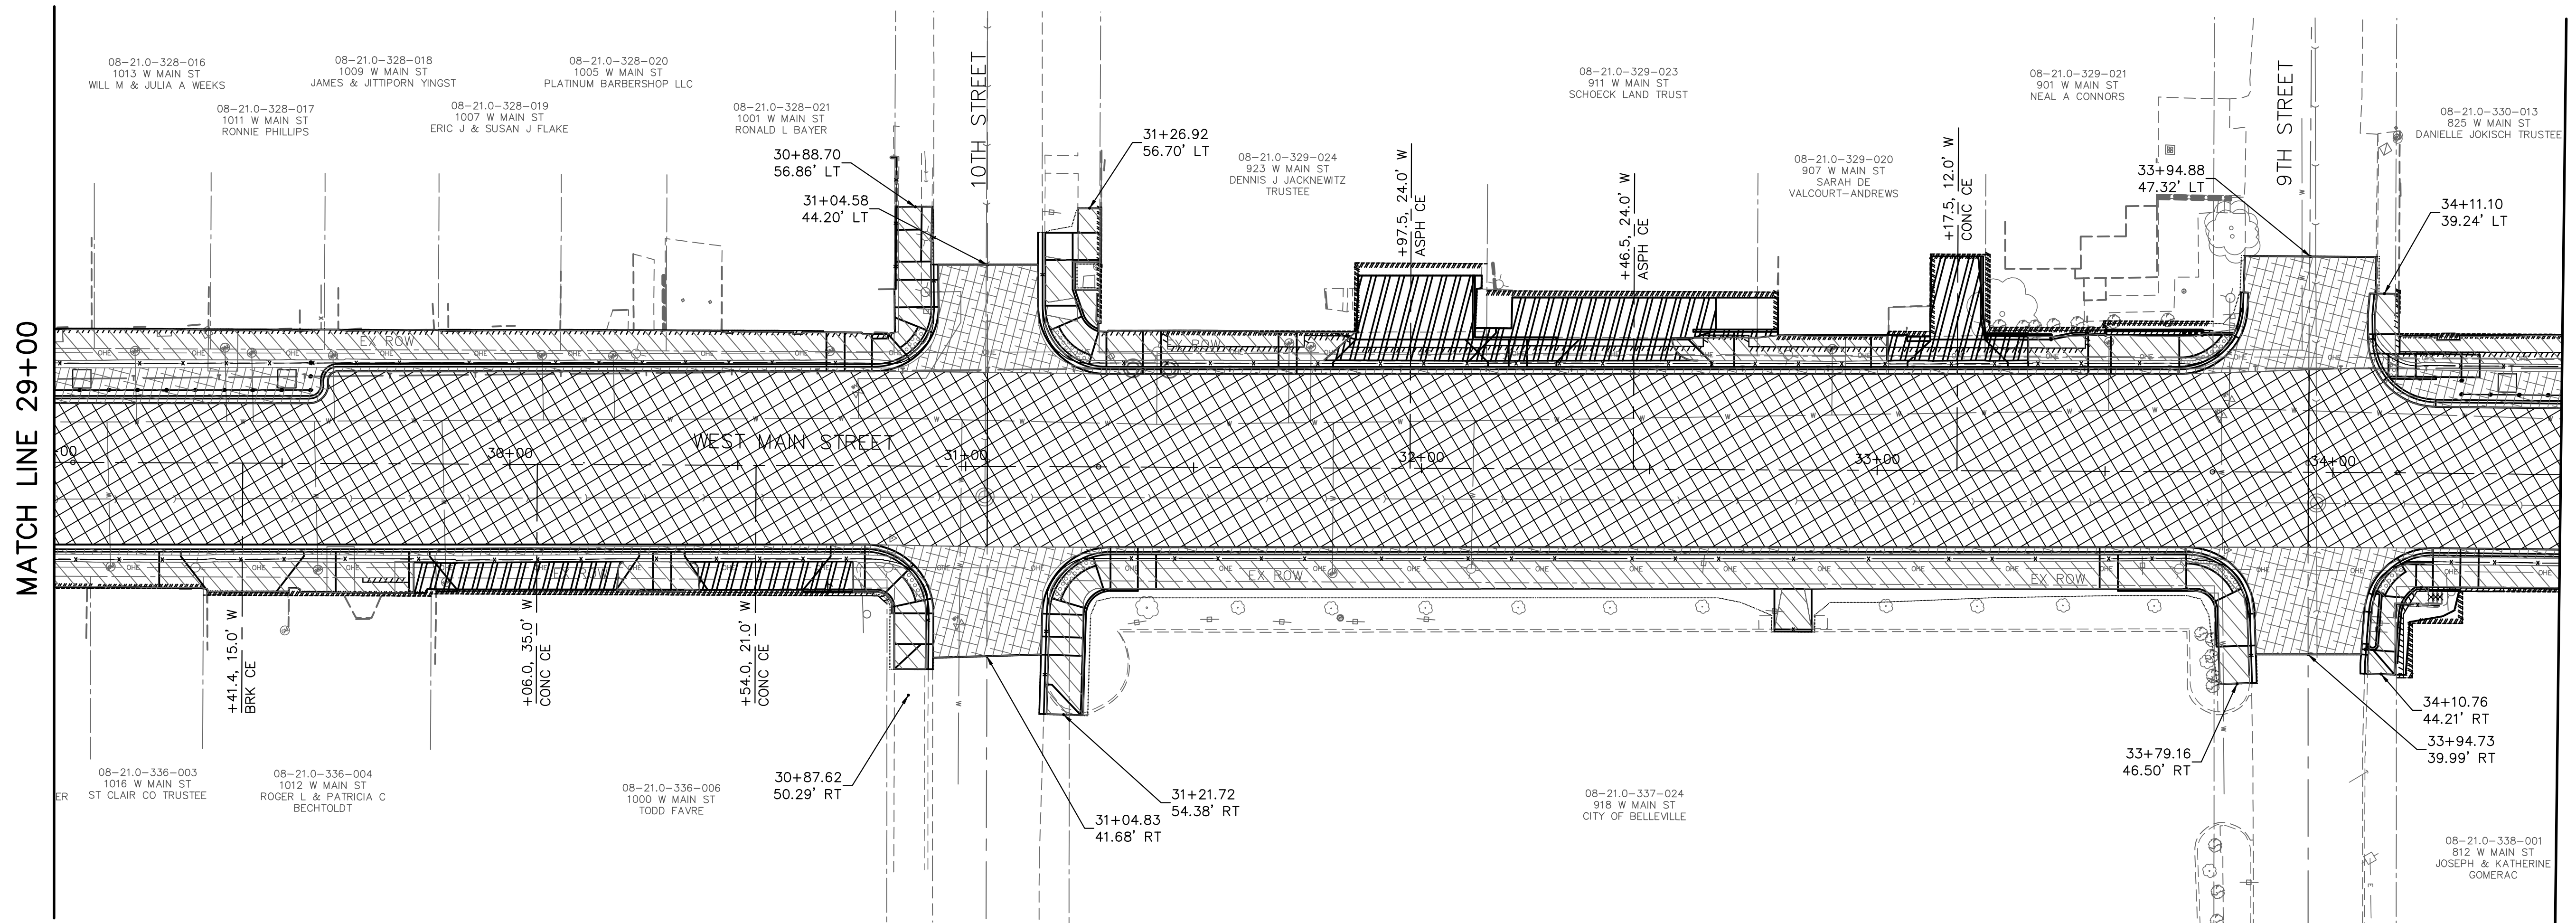 MATCH LINE 29+00
08-21.0-328-016
1013 W MAIN ST
WILL M & JULIA A WEEKS
08-21.0-328-017
1011 W MAIN ST
RONNIE PHILLIPS
08-21.0-328-018
1009 W MAIN ST
JAMES & JITTIPORN YINGST
08-21.0-328-019
1007 W MAIN ST
ERIC J & SUSAN J FLAKE
08-21.0-328-020
1005 W MAIN ST
PLATINUM BARBERSHOP LLC
08-21.0-328-021
1001 W MAIN ST
RONALD L BAYER
30+88.70
56.86' LT
31+04.58
44.20' LT
10TH STREET
31+26.92
56.70' LT
08-21.0-329-024
923 W MAIN ST
DENNIS J JACKNEWITZ
TRUSTEE
+97.5, 24.0' W
ASPH CE
08-21.0-329-023
911 W MAIN ST
SCHOECK LAND TRUST
+46.5, 24.0' W
ASPH CE
08-21.0-329-020
907 W MAIN ST
SARAH DE
VALCOURT-ANDREWS
+17.5, 12.0' W
CONC CE
08-21.0-329-021
901 W MAIN ST
NEAL A CONNORS
33+94.88
47.32' LT
9TH STREET
34+11.10
39.24' LT
08-21.0-330-013
825 W MAIN ST
DANIELLE JOKISCH TRUSTEE
EX ROW
EX ROW
WEST MAIN STREET
-00
30+00
31+00
32+00
33+00
34+00
EX ROW
EX ROW
EX ROW
+41.4, 15.0' W
BRK CE
+06.0, 35.0' W
CONC CE
+54.0, 21.0' W
CONC CE
ER
08-21.0-336-003
1016 W MAIN ST
ST CLAIR CO TRUSTEE
08-21.0-336-004
1012 W MAIN ST
ROGER L & PATRICIA C
BECHTOLDT
08-21.0-336-006
1000 W MAIN ST
TODD FAVRE
30+87.62
50.29' RT
31+04.83
41.68' RT
31+21.72
54.38' RT
08-21.0-337-024
918 W MAIN ST
CITY OF BELLEVILLE
33+79.16
46.50' RT
34+10.76
44.21' RT
33+94.73
39.99' RT
08-21.0-338-001
812 W MAIN ST
JOSEPH & KATHERINE
GOMERAC